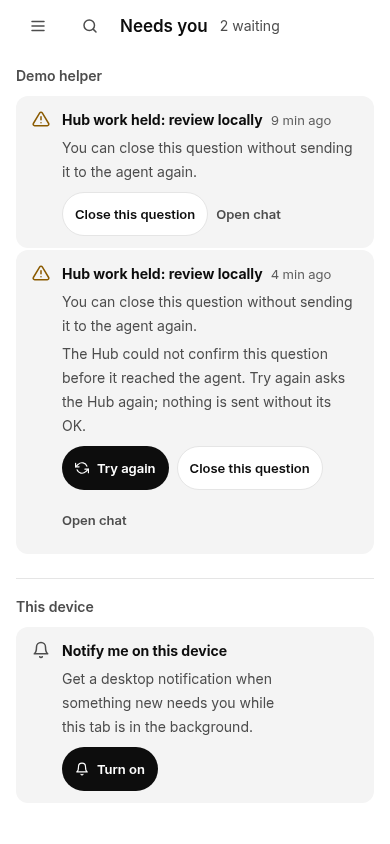 Needs you 2 waiting
Demo helper
Hub work held: review locally 9 min ago
You can close this question without sending
it to the agent again.
Close this question Open chat
Hub work held: review locally 4 min ago
You can close this question without sending
it to the agent again.
The Hub could not confirm this question
before it reached the agent. Try again asks
the Hub again; nothing is sent without its
OK.
Try again Close this question
Open chat
This device
Notify me on this device
Get a desktop notification when
something new needs you while
this tab is in the background.
Turn on